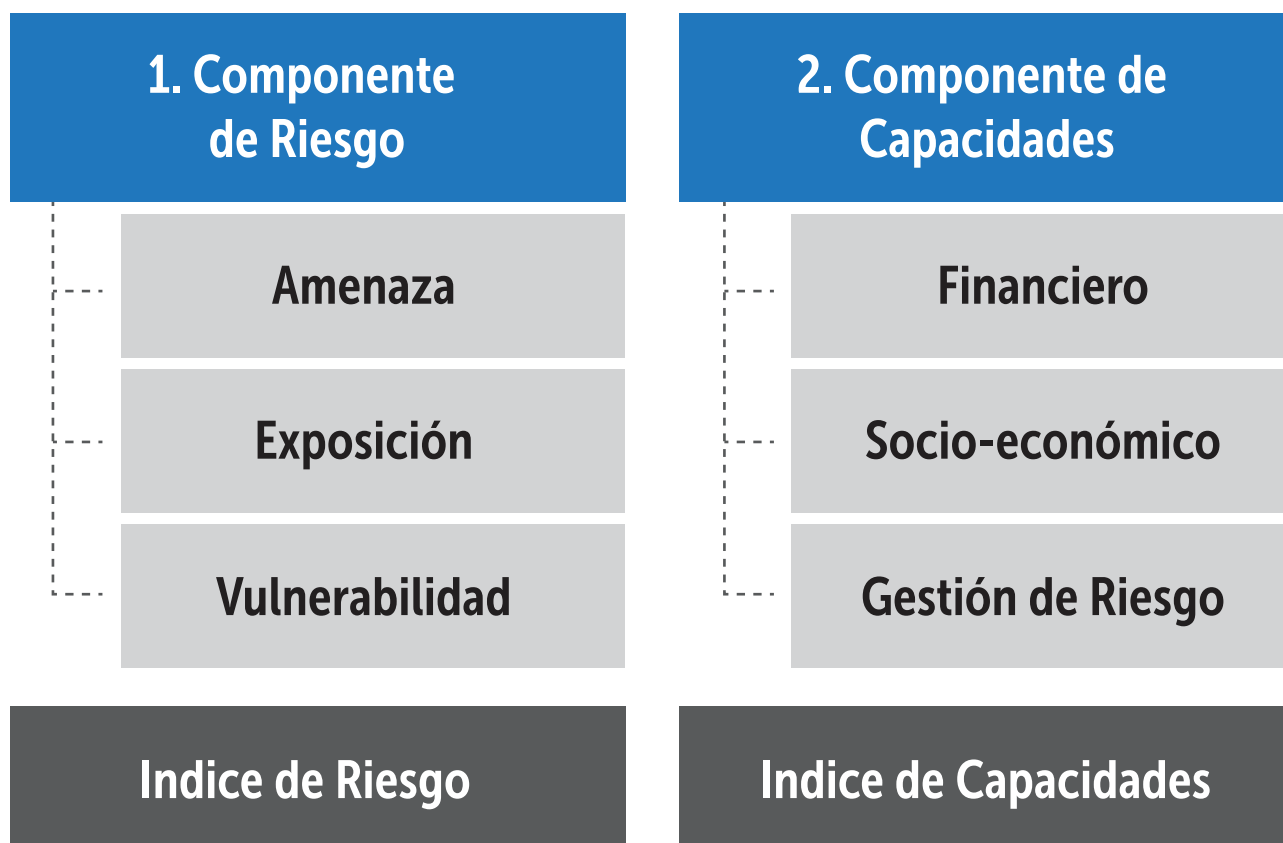 1. Componente
de Riesgo
Amenaza
Exposición
Vulnerabilidad
Indice de Riesgo
2. Componente de
Capacidades
Financiero
Socio-económico
Gestión de Riesgo
Indice de Capacidades